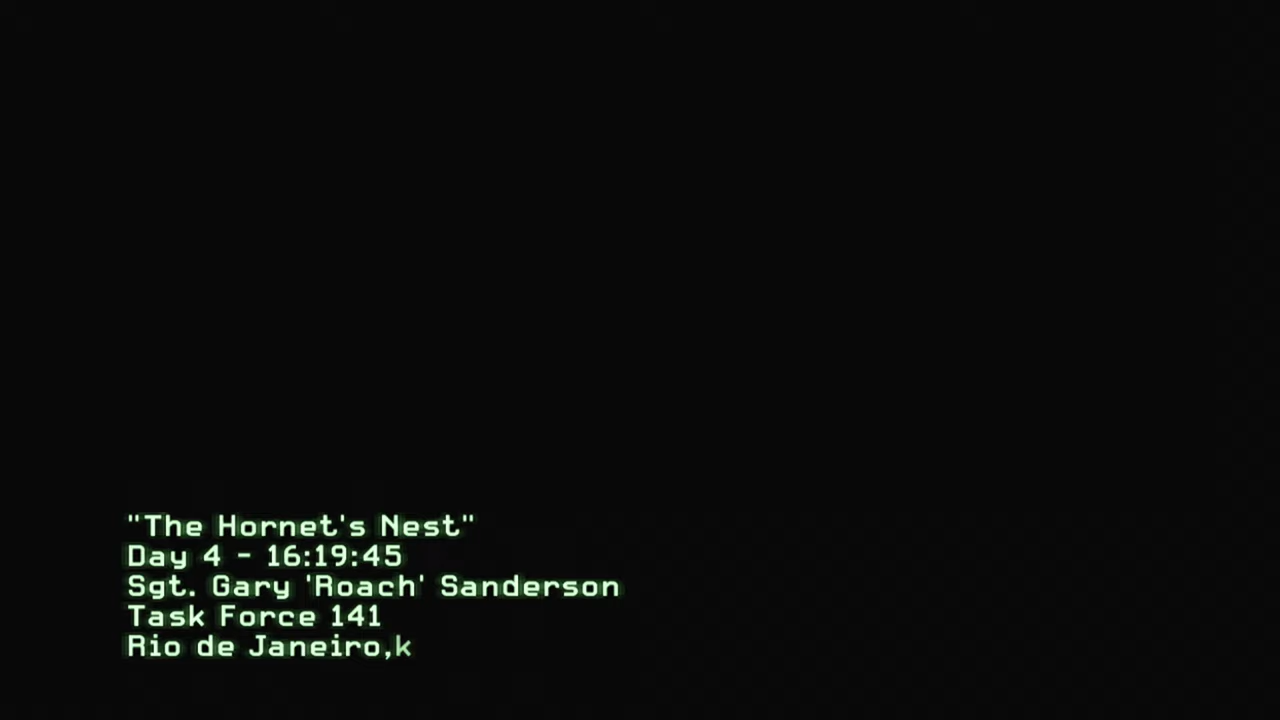 "The Hornet's Nest"
Day 4 - 16:19:45
Sgt. Gary 'Roach' Sanderson
Task Force 141
Rio de Janeiro,k